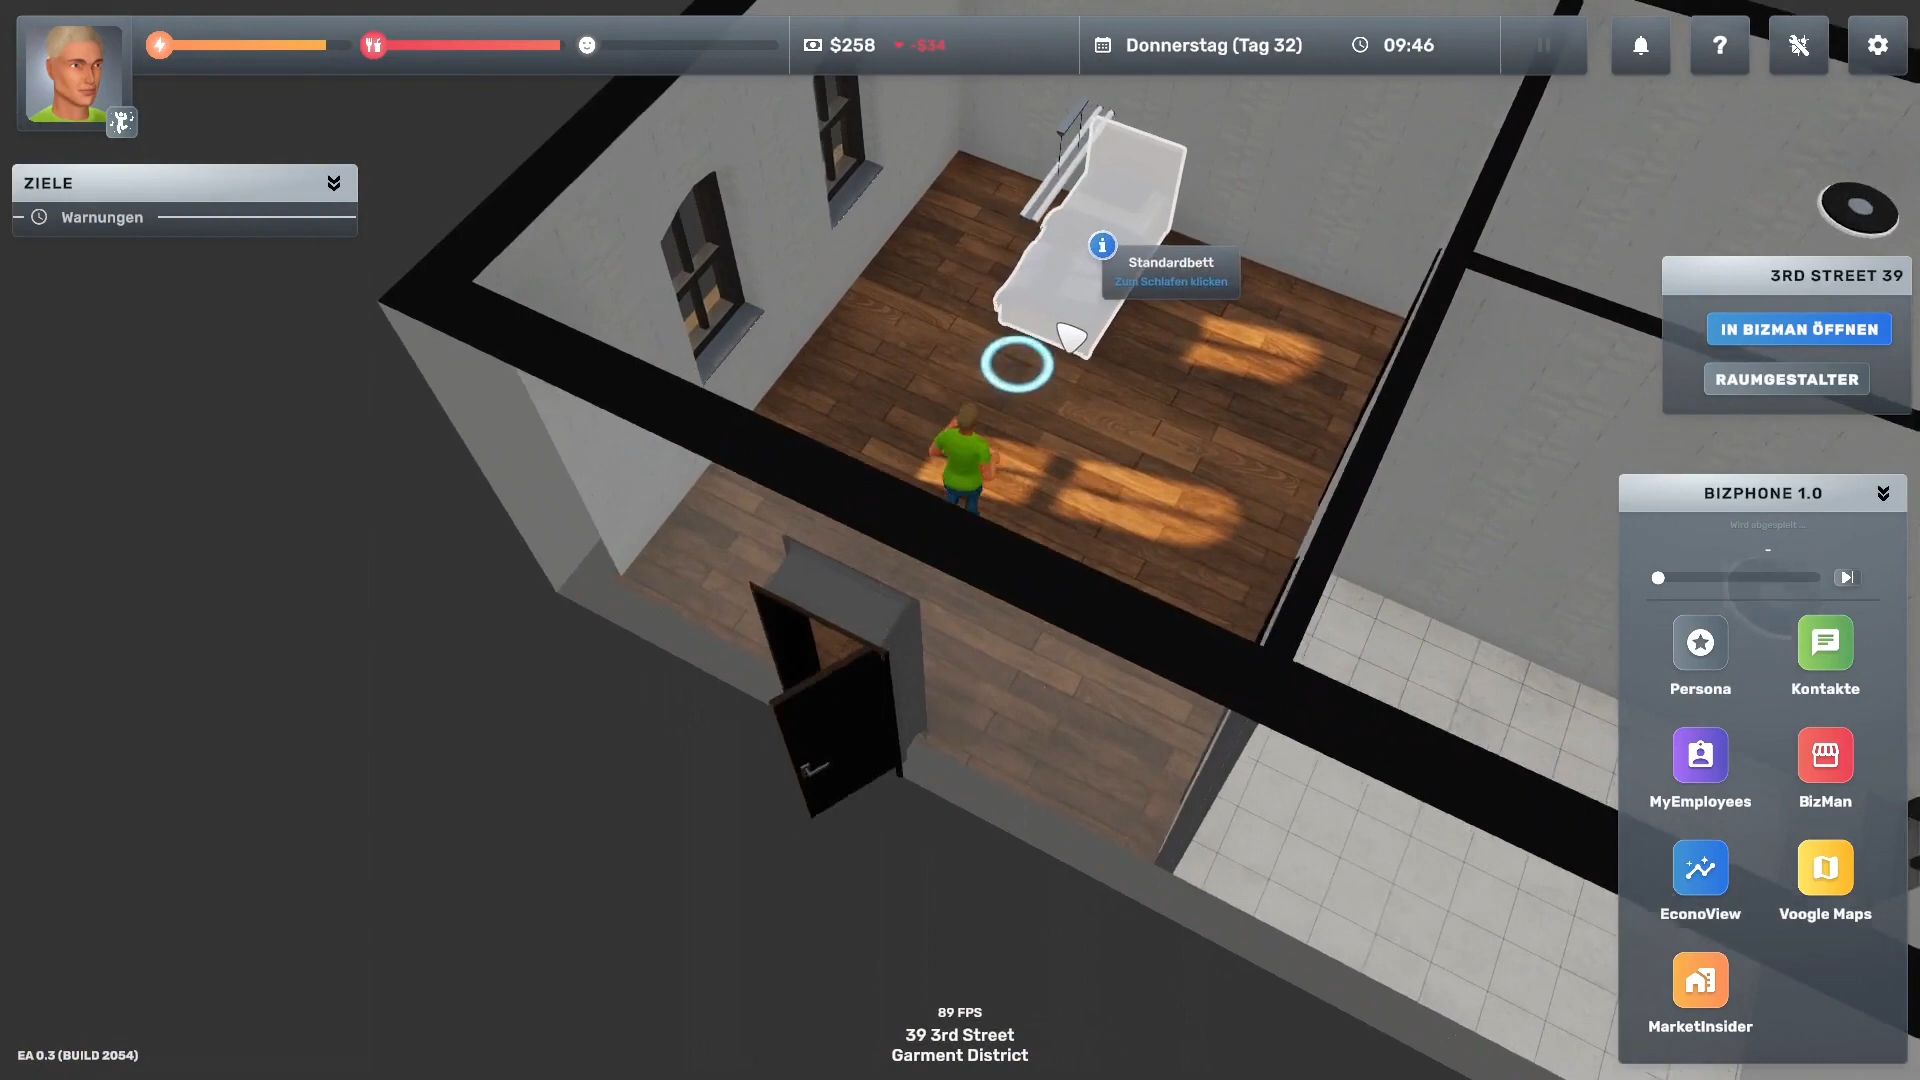 $258
-$34
Donnerstag (Tag 32)
09:46
ZIELE
Warnungen
Standardbett
Zum Schlafen klicken
3RD STREET 39
IN BIZMAN ÖFFNEN
RAUMGESTALTER
BIZPHONE 1.0
Wird abgespielt ...
-
Persona
Kontakte
MyEmployees
BizMan
EconoView
Voogle Maps
MarketInsider
89 FPS
39 3rd Street
Garment District
EA 0.3 (BUILD 2054)